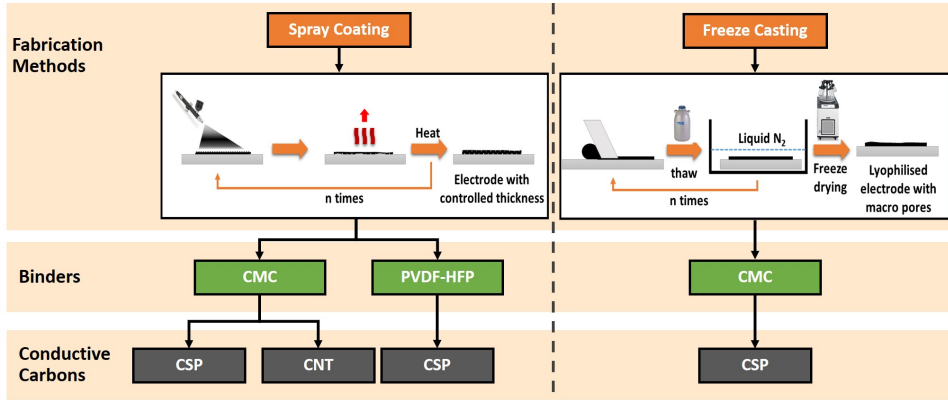 Fabrication
Methods
Spray Coating
Freeze Casting
Heat
n times
Electrode with
controlled thickness
thaw
Liquid N₂
Freeze
drying
n times
Lyophilised
electrode with
macro pores
Binders
CMC
PVDF-HFP
CMC
Conductive
Carbons
CSP
CNT
CSP
CSP